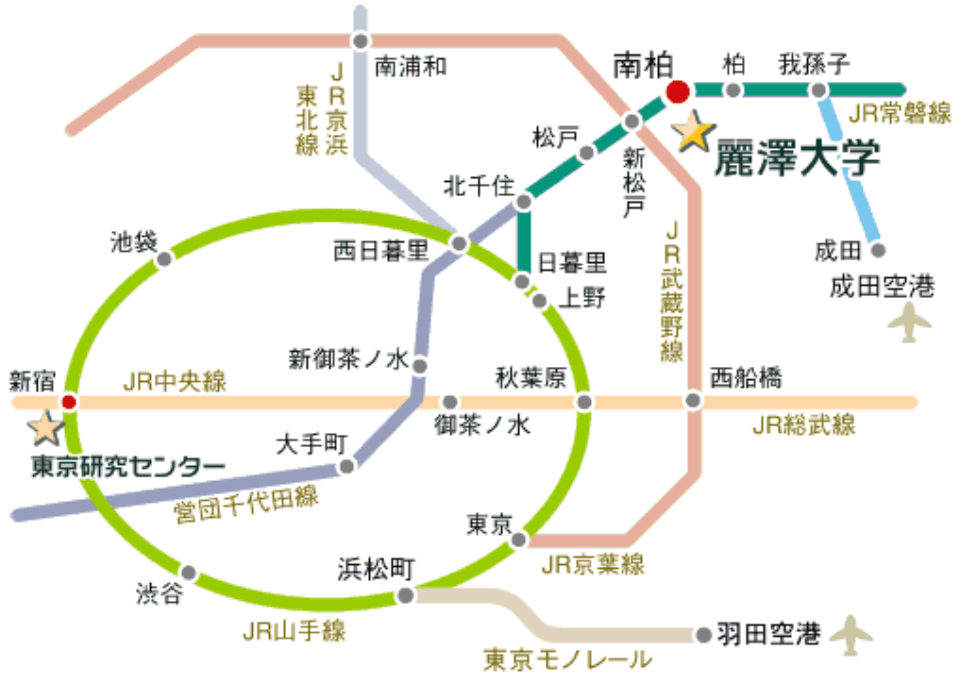 南浦和
JR京浜
東北線
南柏
柏
我孫子
JR常磐線
麗澤大学
松戸
新松戸
北千住
池袋
西日暮里
日暮里
上野
JR武蔵野線
成田
成田空港
新御茶ノ水
新宿
JR中央線
秋葉原
西船橋
御茶ノ水
JR総武線
大手町
東京研究センター
営団千代田線
東京
JR京葉線
浜松町
渋谷
JR山手線
羽田空港
東京モノレール